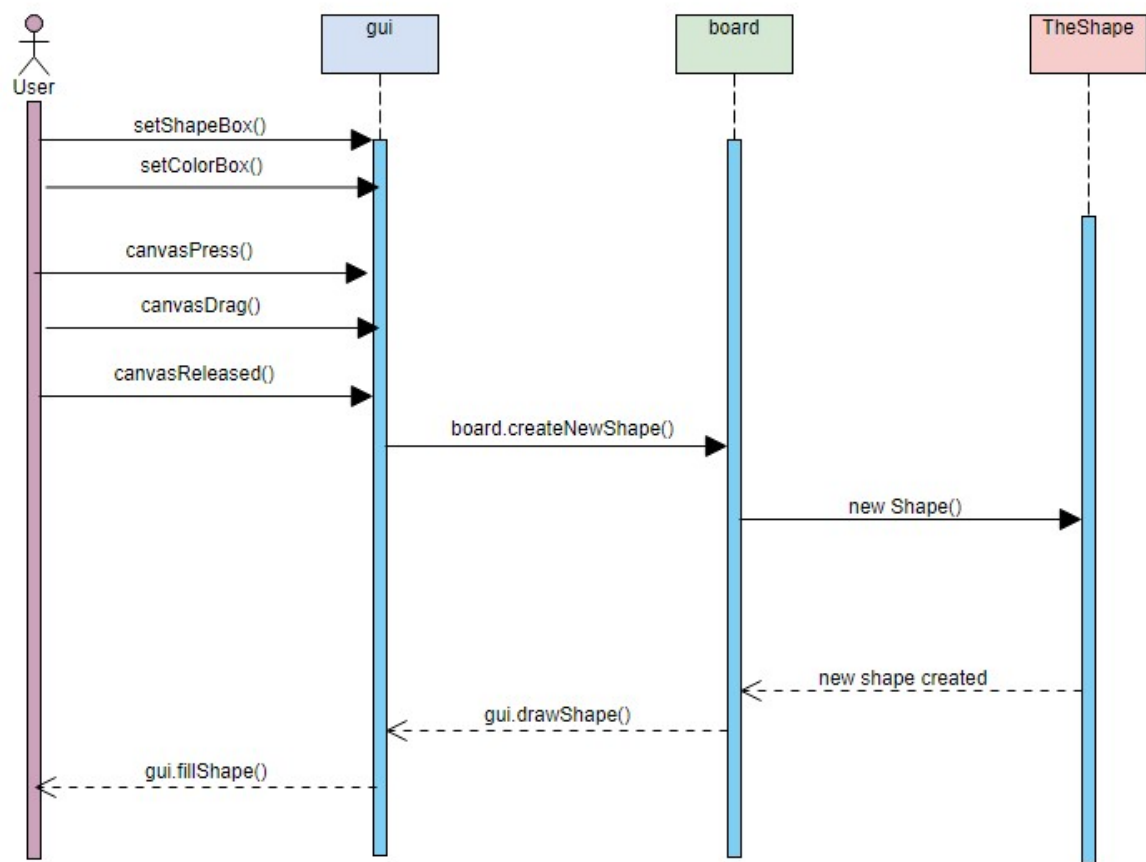 gui
board
TheShape
User
setShapeBox()
setColorBox()
canvasPress()
canvasDrag()
canvasReleased()
board.createNewShape()
new Shape()
new shape created
gui.drawShape()
gui.fillShape()